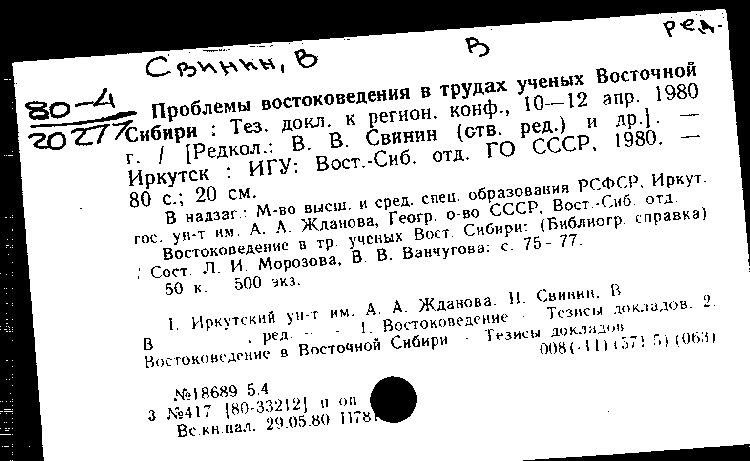 Свинин, В В ред.
80-4
20277
Проблемы востоковедения в трудах ученых Восточной
Сибири : Тез. докл. к регион. конф., 10—12 апр. 1980
г. / [Редкол.: В. В. Свинин (отв. ред.) и др.]. —
Иркутск : ИГУ: Вост.-Сиб. отд. ГО СССР, 1980. —
80 с.; 20 см.
В надзаг.: М-во высш. и сред. спец. образования РСФСР, Иркут.
гос. ун-т им. А. А. Жданова, Геогр. о-во СССР, Вост.-Сиб. отд.
Востоковедение в тр. ученых Вост. Сибири: (Библиогр. справка)
/ Сост. Л. И. Морозова, В. В. Ванчугова: с. 75-77.
50 к. 500 экз.
I. Иркутский ун-т им. А. А. Жданова. II. Свинин, В
В , ред. - - 1. Востоковедение - Тезисы докладов. 2.
Востоковедение в Восточной Сибири - Тезисы докладов
008(-11)(571.5)(063)
№18689 5.4
3 №417 [80-33212] п оп
Вс.кн.пал. 29.05.80 1178